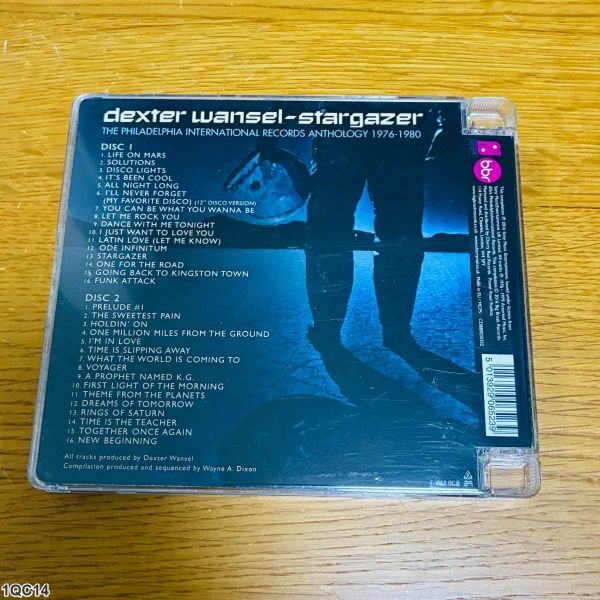 dexter wansel-stargazer
THE PHILADELPHIA INTERNATIONAL RECORDS ANTHOLOGY 1976-1980
DISC 1
1. LIFE ON MARS
2. SOLUTIONS
3. DISCO LIGHTS
4. IT'S BEEN COOL
5. ALL NIGHT LONG
6. I'LL NEVER FORGET
(MY FAVORITE DISCO) (12" DISCO VERSION)
7. YOU CAN BE WHAT YOU WANNA BE
8. LET ME ROCK YOU
9. DANCE WITH ME TONIGHT
10. I JUST WANT TO LOVE YOU
11. LATIN LOVE (LET ME KNOW)
12. ODE INFINITUM
13. STARGAZER
14. ONE FOR THE ROAD
15. GOING BACK TO KINGSTON TOWN
16. FUNK ATTACK
DISC 2
1. PRELUDE #1
2. THE SWEETEST PAIN
3. HOLDIN' ON
4. ONE MILLION MILES FROM THE GROUND
5. I'M IN LOVE
6. TIME IS SLIPPING AWAY
7. WHAT THE WORLD IS COMING TO
8. VOYAGER
9. A PROPHET NAMED K.G.
10. FIRST LIGHT OF THE MORNING
11. THEME FROM THE PLANETS
12. DREAMS OF TOMORROW
13. RINGS OF SATURN
14. TIME IS THE TEACHER
15. TOGETHER ONCE AGAIN
16. NEW BEGINNING
All tracks produced by Dexter Wansel
Compilation produced and sequenced by Wayne A. Dixon
bbr
5 013929 065239
1QC14